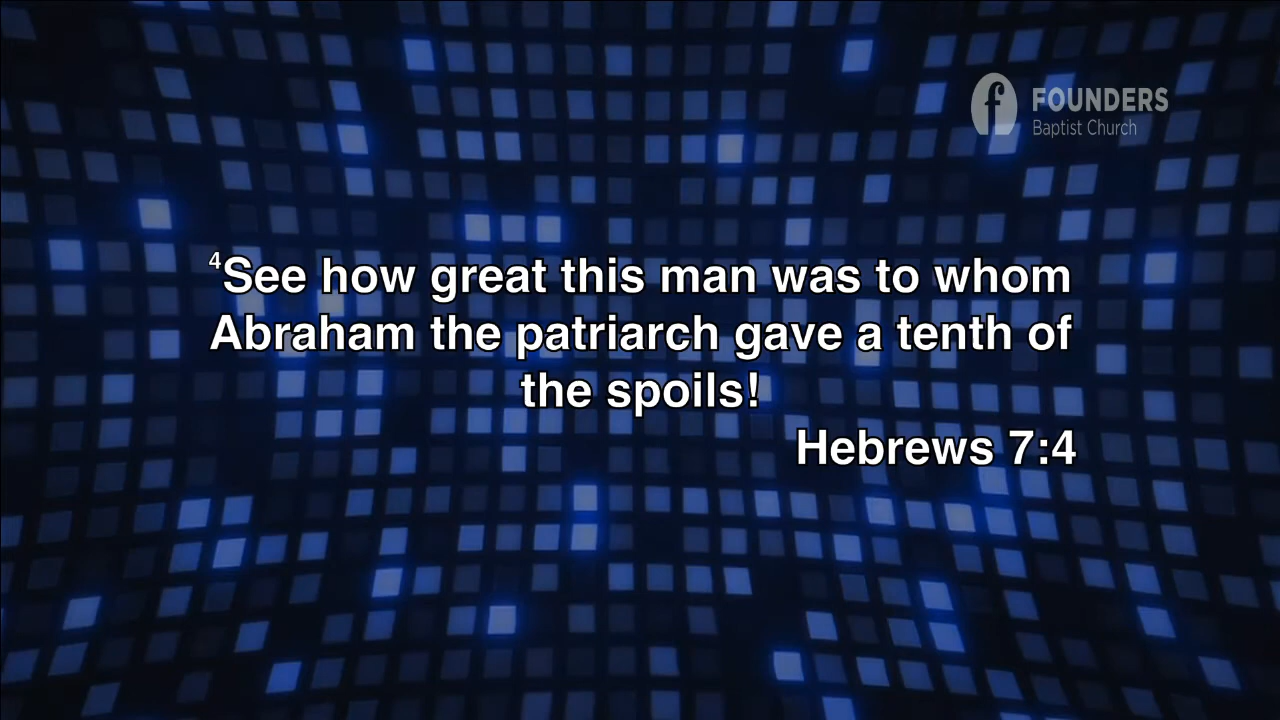 FOUNDERS
Baptist Church
4See how great this man was to whom
Abraham the patriarch gave a tenth of
the spoils!
Hebrews 7:4